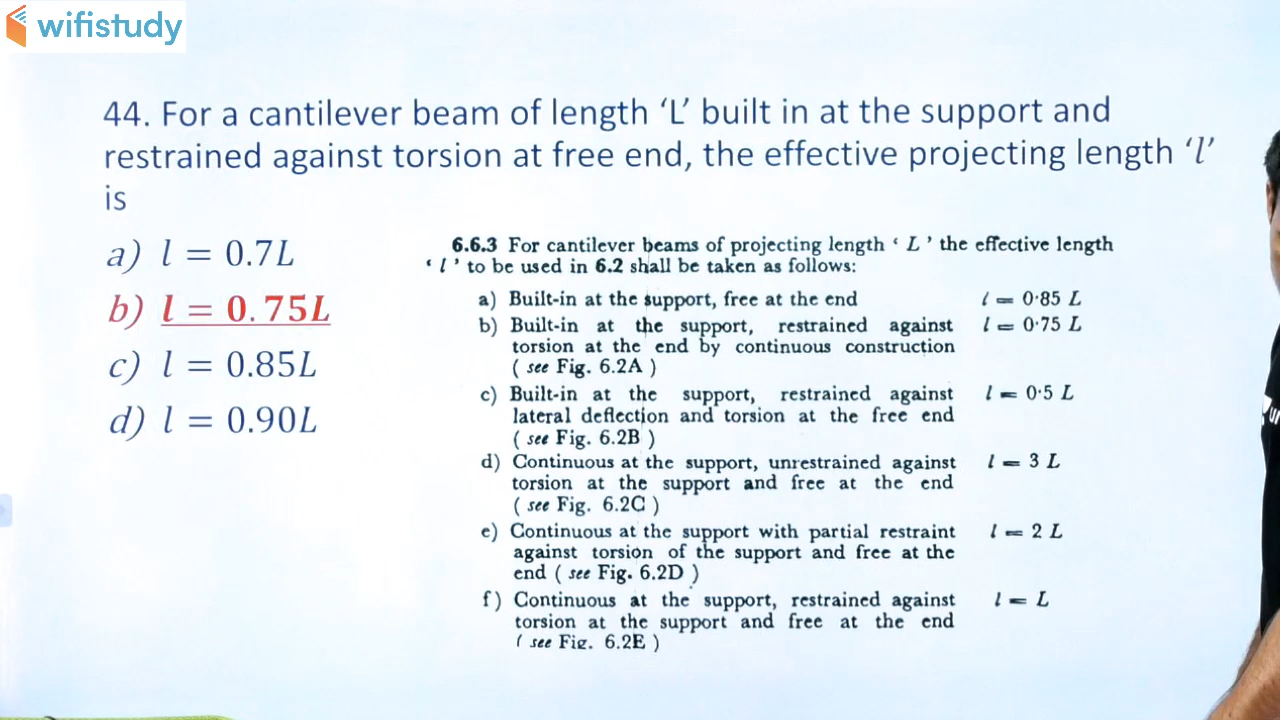 wifistudy
44. For a cantilever beam of length ‘L’ built in at the support and
restrained against torsion at free end, the effective projecting length ‘l’
is
a) l = 0.7L
b) l = 0.75L
c) l = 0.85L
d) l = 0.90L
6.6.3 For cantilever beams of projecting length ‘ L ’ the effective length
‘ l ’ to be used in 6.2 shall be taken as follows:
a) Built-in at the support, free at the end l = 0·85 L
b) Built-in at the support, restrained against l = 0·75 L
torsion at the end by continuous construction
( see Fig. 6.2A )
c) Built-in at the support, restrained against l = 0·5 L
lateral deflection and torsion at the free end
( see Fig. 6.2B )
d) Continuous at the support, unrestrained against l = 3 L
torsion at the support and free at the end
( see Fig. 6.2C )
e) Continuous at the support with partial restraint l = 2 L
against torsion of the support and free at the
end ( see Fig. 6.2D )
f) Continuous at the support, restrained against l = L
torsion at the support and free at the end
( see Fig. 6.2E )